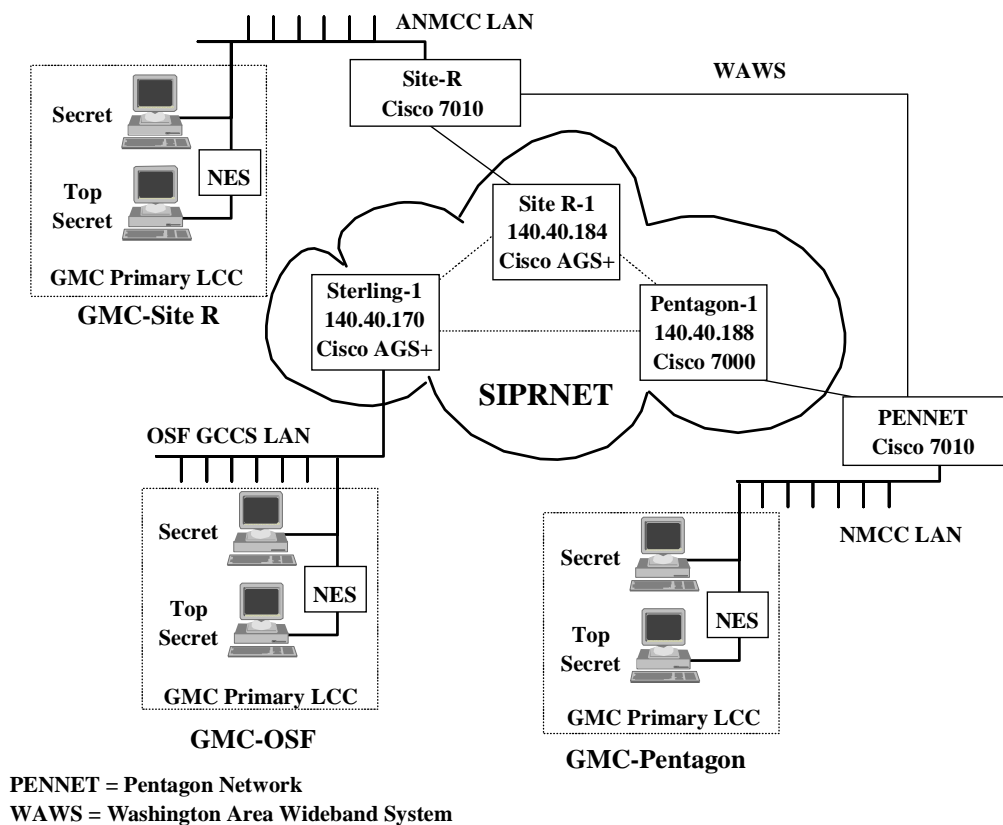 ANMCC LAN
Site-R
Cisco 7010
WAWS
Secret
NES
Top
Secret
GMC Primary LCC
GMC-Site R
Site R-1
140.40.184
Cisco AGS+
Sterling-1
140.40.170
Cisco AGS+
Pentagon-1
140.40.188
Cisco 7000
SIPRNET
PENNET
Cisco 7010
OSF GCCS LAN
Secret
NES
Top
Secret
GMC Primary LCC
GMC-OSF
NMCC LAN
Secret
NES
Top
Secret
GMC Primary LCC
GMC-Pentagon
PENNET = Pentagon Network
WAWS = Washington Area Wideband System